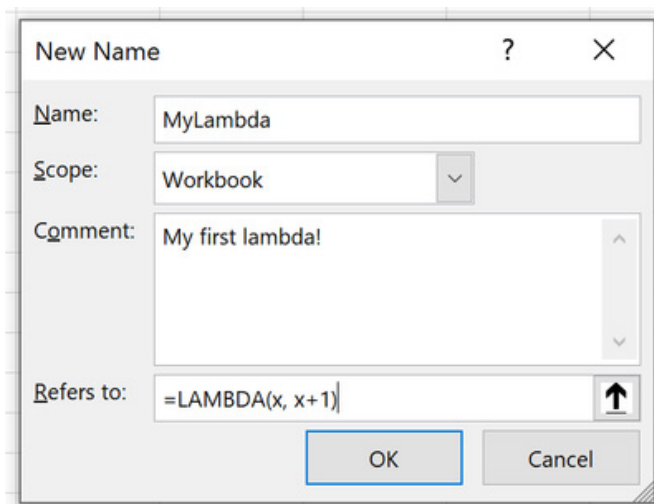 New Name ?
Name: MyLambda
Scope: Workbook
Comment: My first lambda!
Refers to: =LAMBDA(x, x+1)
OK Cancel